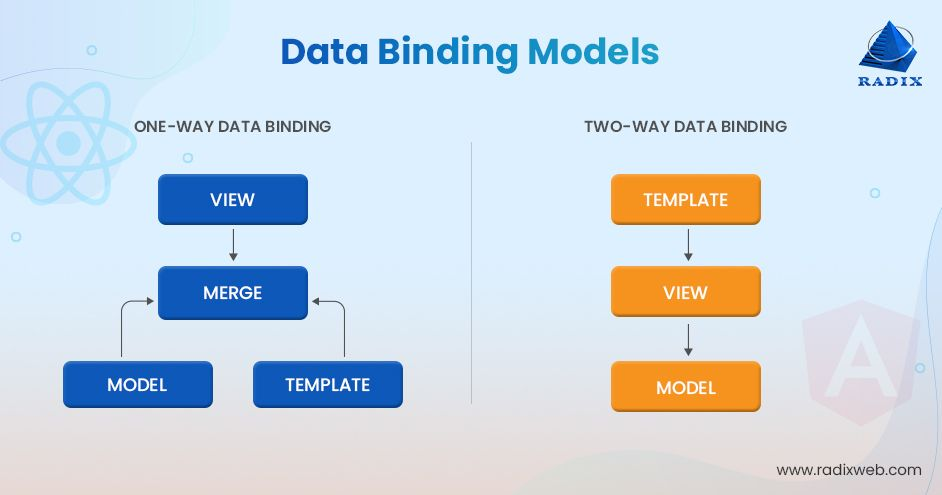 Data Binding Models
RADIX
ONE-WAY DATA BINDING
VIEW
MERGE
MODEL
TEMPLATE
TWO-WAY DATA BINDING
TEMPLATE
VIEW
MODEL
A
www.radixweb.com